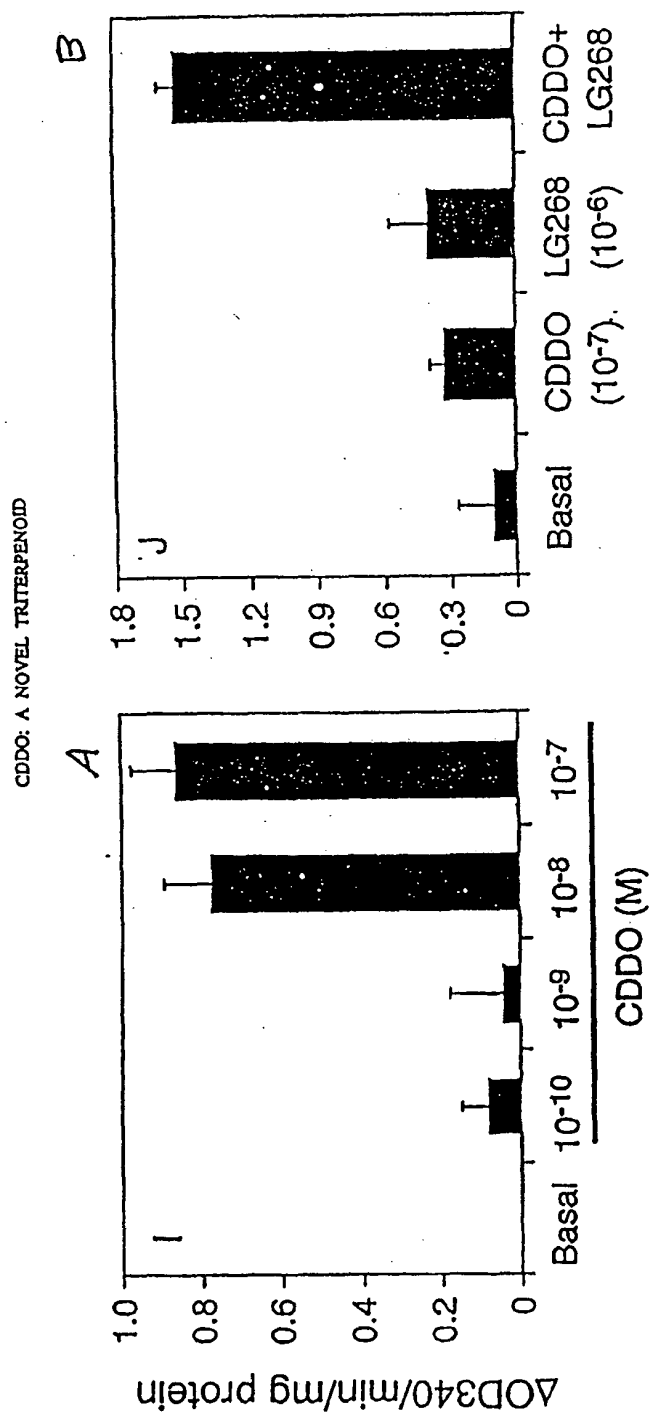 CDDO: A NOVEL TRITERPENOID
A
I
1.0
0.8
0.6
0.4
0.2
0
ΔOD340/min/mg protein
Basal 10-10 10-9 10-8 10-7
CDDO (M)
B
J
1.8
1.5
1.2
0.9
0.6
0.3
0
Basal CDDO LG268 CDDO+
(10-7). (10-6) LG268